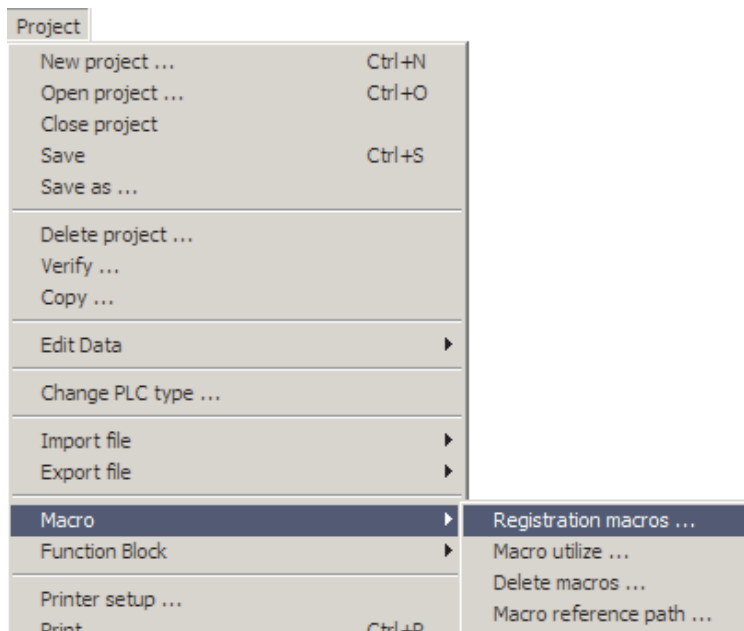 Project
New project ... Ctrl+N
Open project ... Ctrl+O
Close project
Save Ctrl+S
Save as ...
Delete project ...
Verify ...
Copy ...
Edit Data
Change PLC type ...
Import file
Export file
Macro
Registration macros ...
Function Block
Macro utilize ...
Delete macros ...
Printer setup ...
Macro reference path ...
Print Ctrl+P